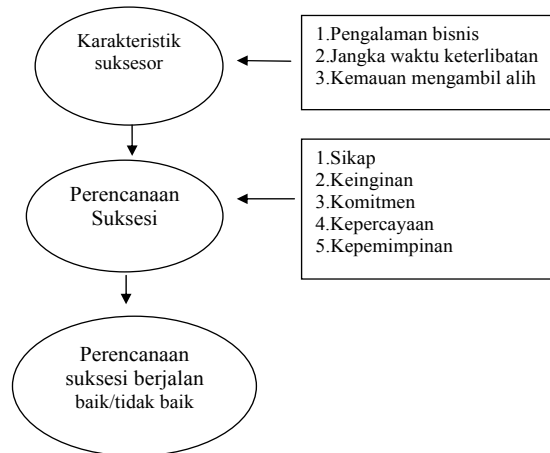 Karakteristik
suksesor
1.Pengalaman bisnis
2.Jangka waktu keterlibatan
3.Kemauan mengambil alih
Perencanaan
Suksesi
1.Sikap
2.Keinginan
3.Komitmen
4.Kepercayaan
5.Kepemimpinan
Perencanaan
suksesi berjalan
baik/tidak baik